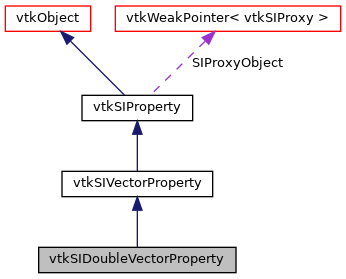 vtkObject
vtkWeakPointer< vtkSIProxy >
SIProxyObject
vtkSIProperty
vtkSIVectorProperty
vtkSIDoubleVectorProperty